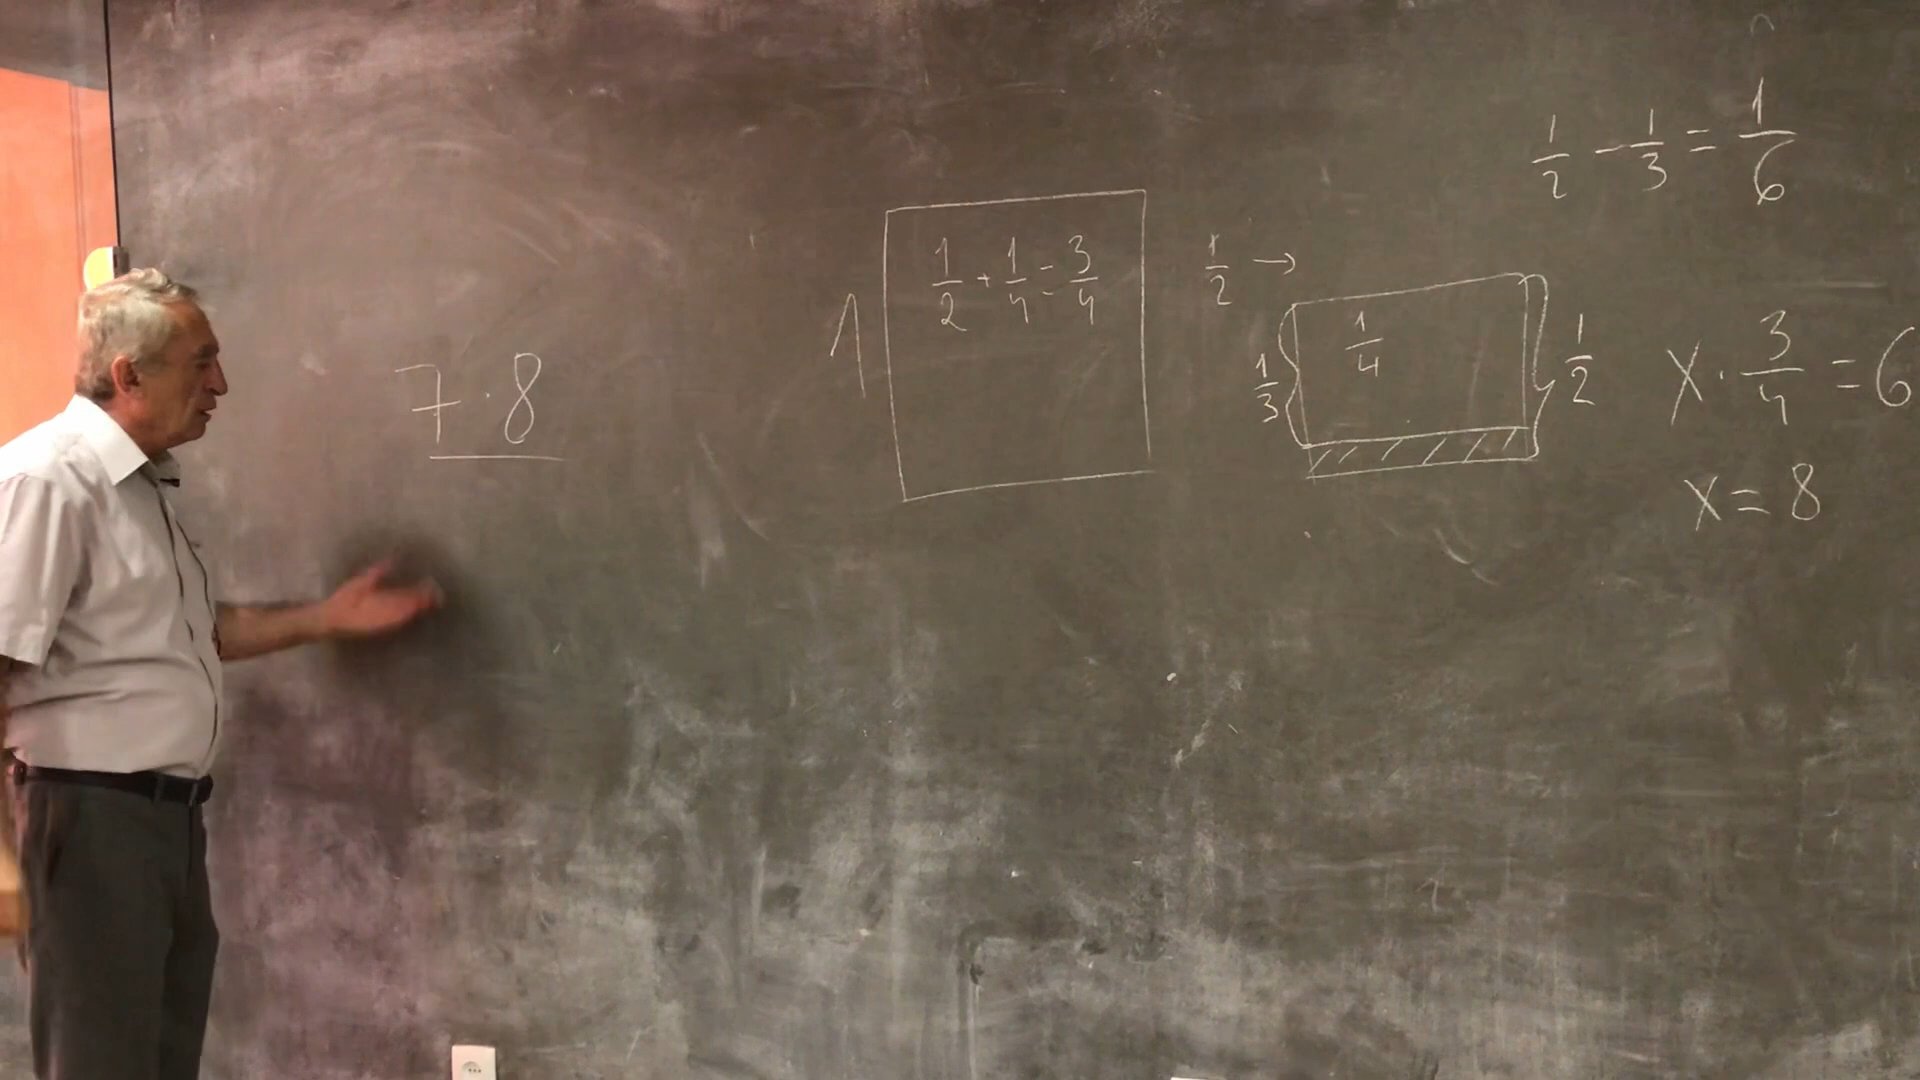 7 · 8
1
1/2 + 1/4 = 3/4
1/2 →
1/3
1/4
1/2
1/2 - 1/3 = 1/6
x · 3/4 = 6
x = 8